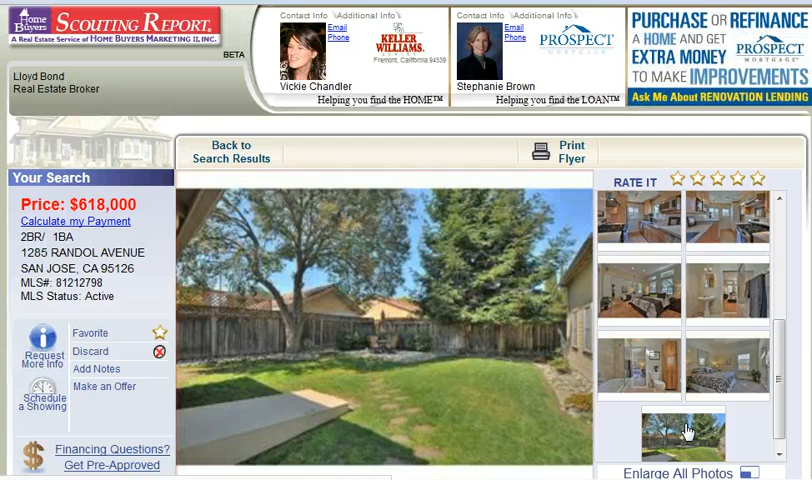 Home Buyers SCOUTING REPORT®
A Real Estate Service of HOME BUYERS MARKETING II, INC.
BETA
Lloyd Bond
Real Estate Broker
Contact Info Additional Info
Email
Phone
KELLER WILLIAMS.
Fremont, California 94539
Vickie Chandler
Helping you find the HOME™
Contact Info Additional Info
Email
Phone
PROSPECT
MORTGAGE
Stephanie Brown
Helping you find the LOAN™
PURCHASE OR REFINANCE
A HOME AND GET
EXTRA MONEY
TO MAKE IMPROVEMENTS
PROSPECT
MORTGAGE
Ask Me About RENOVATION LENDING
Back to
Search Results
Print
Flyer
Your Search
Price: $618,000
Calculate my Payment
2BR/ 1BA
1285 RANDOL AVENUE
SAN JOSE, CA 95126
MLS#: 81212798
MLS Status: Active
Request
More Info
Schedule
a Showing
Favorite
Discard
Add Notes
Make an Offer
Financing Questions?
Get Pre-Approved
RATE IT
Enlarge All Photos